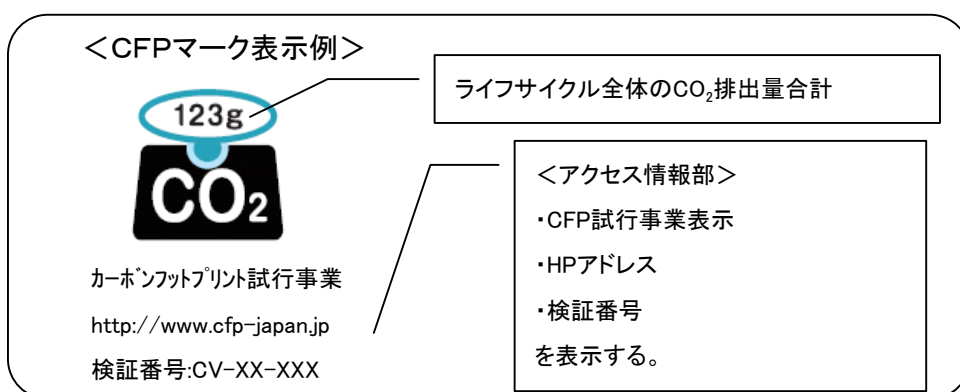 ＜CFPマーク表示例＞
123g
CO₂
カーボンフットプリント試行事業
http://www.cfp-japan.jp
検証番号:CV-XX-XXX
ライフサイクル全体のCO₂排出量合計
＜アクセス情報部＞
・CFP試行事業表示
・HPアドレス
・検証番号
を表示する。